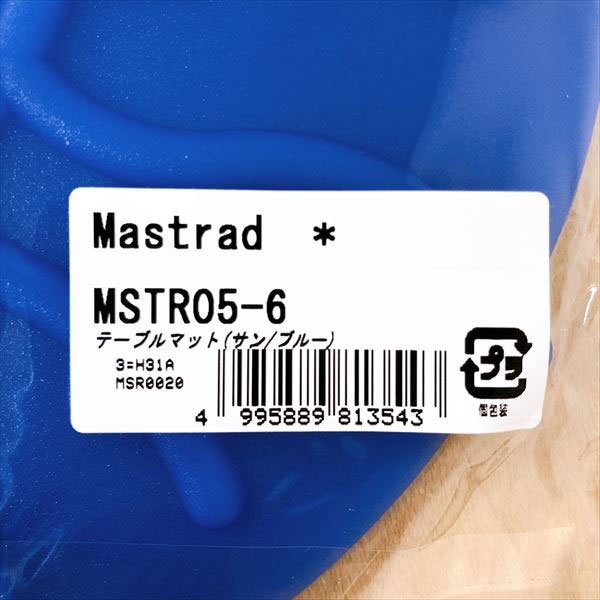 Mastrad *
MSTR05-6
テーブルマット(サン/ブルー)
3=H31A
MSR0020
4 995889 813543
プラ
個包装